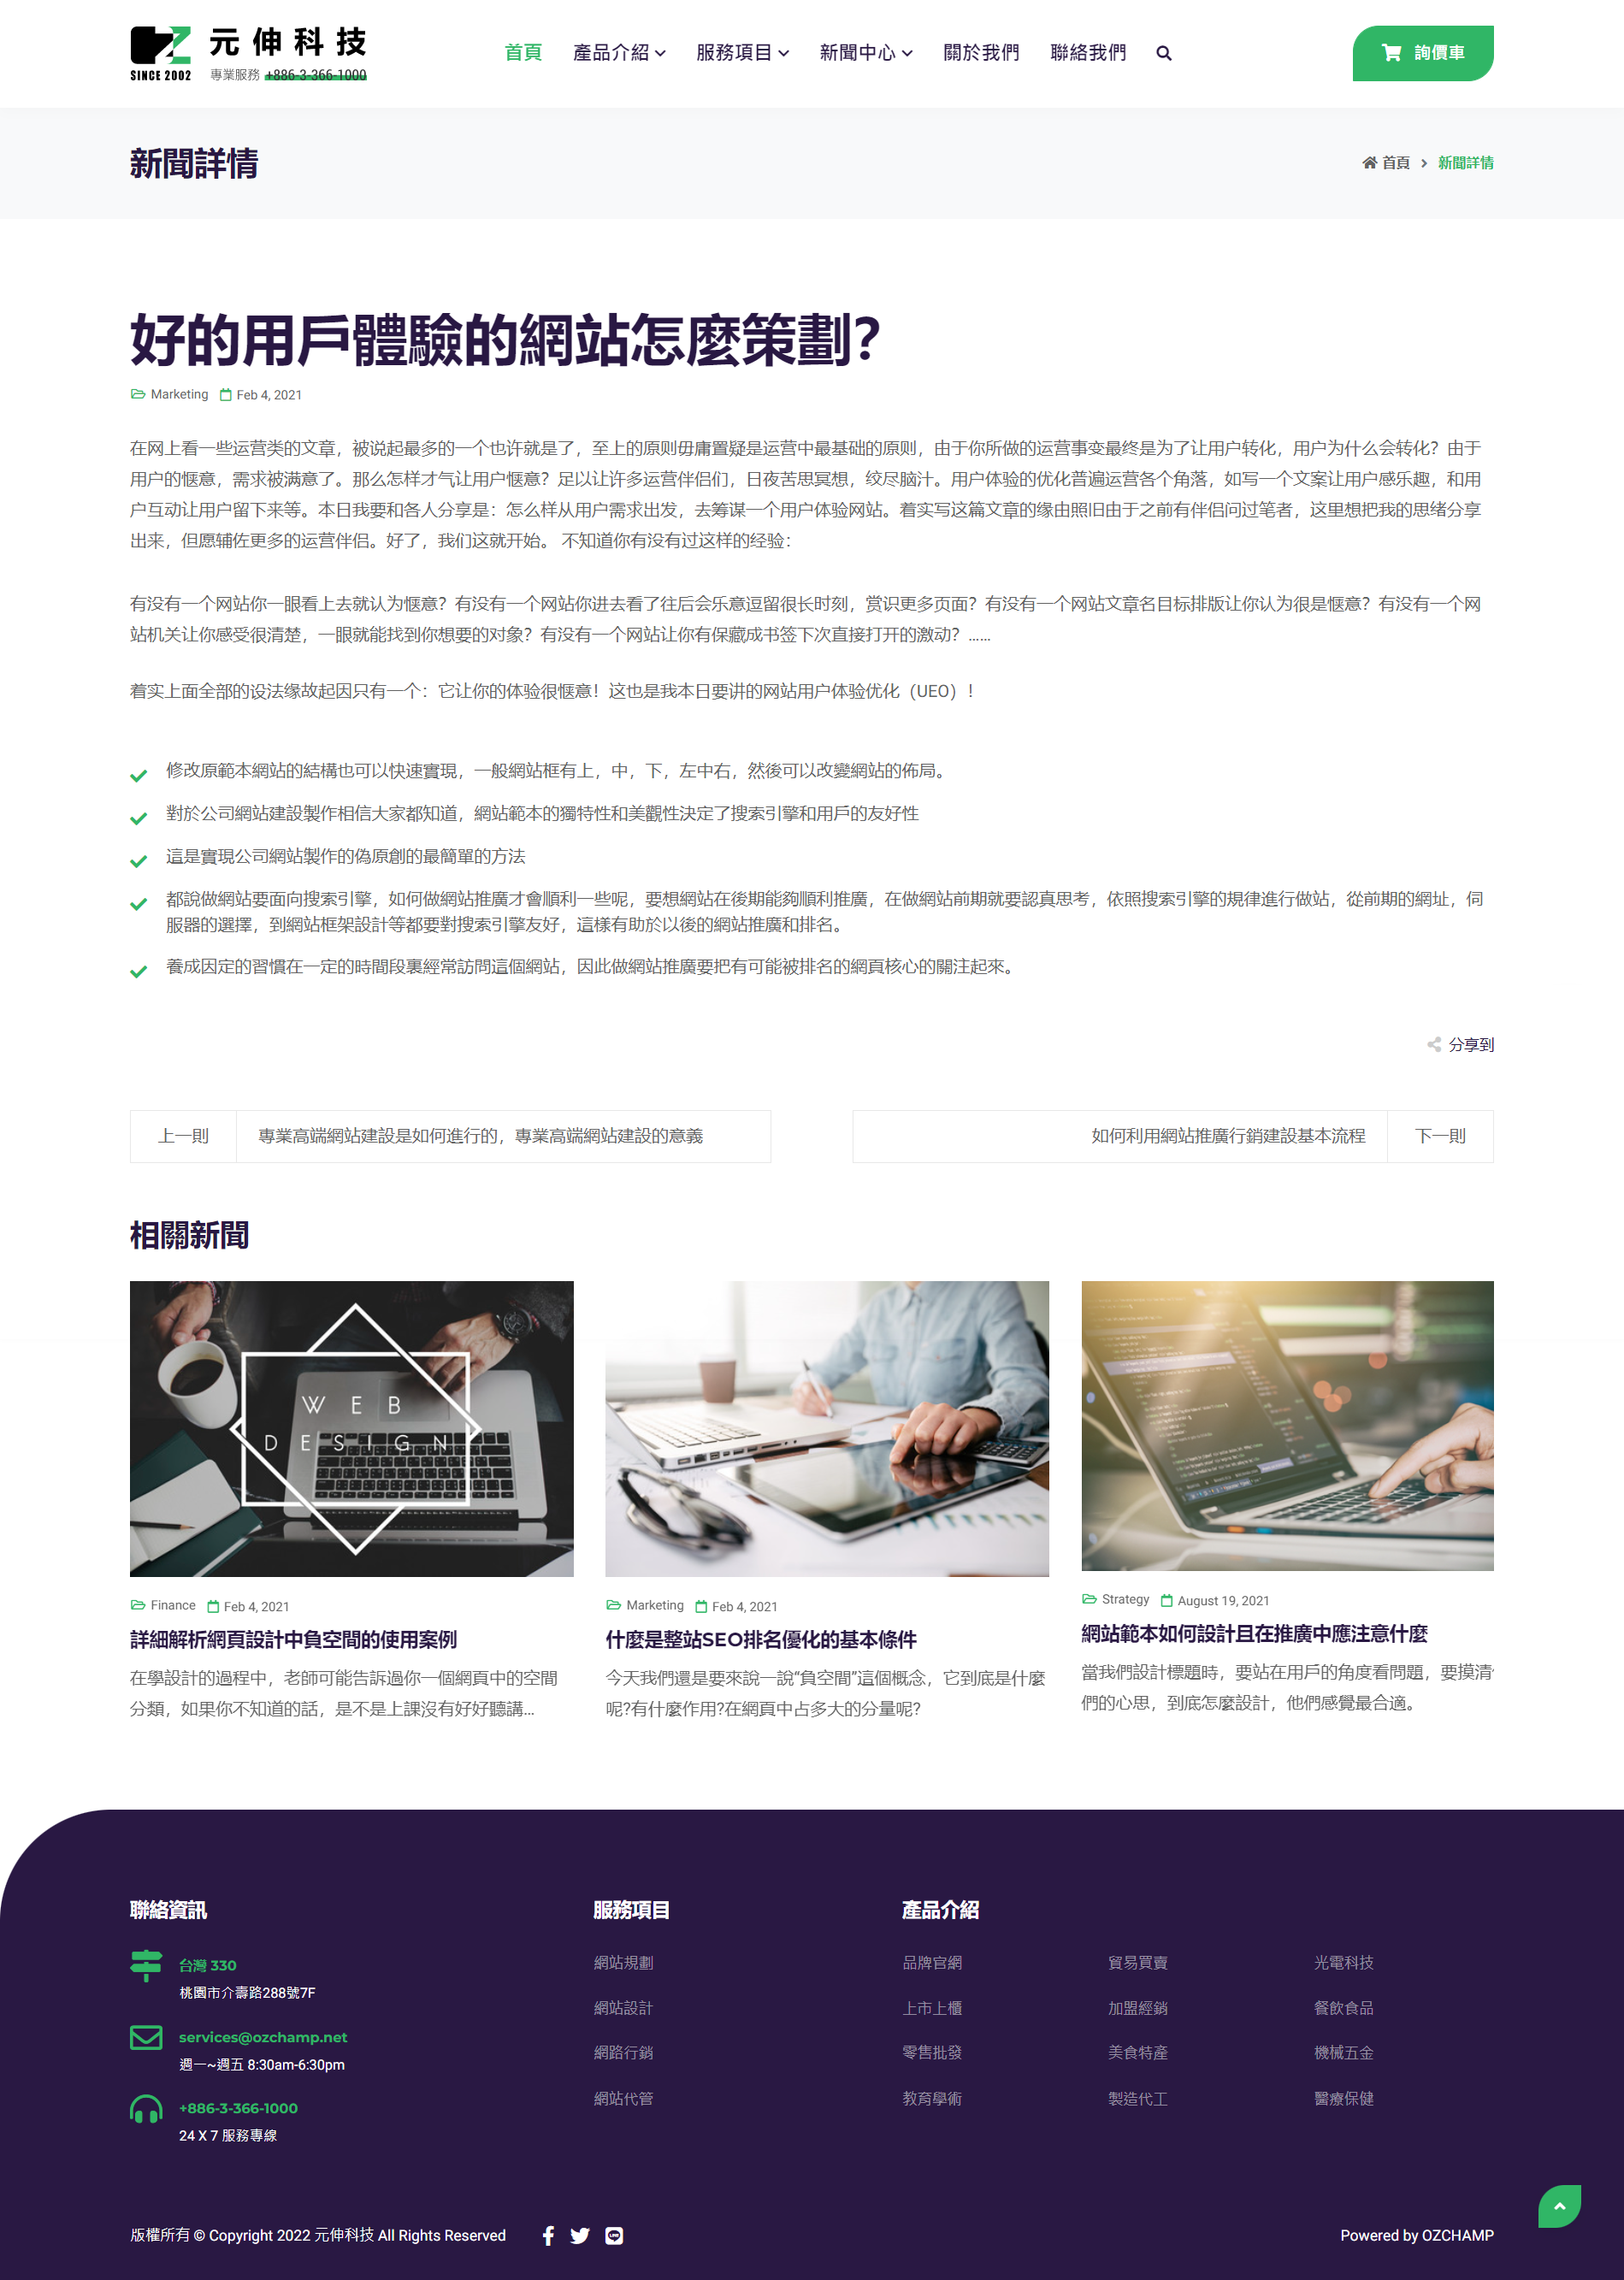 元伸科技
SINCE 2002
專業服務 +886-3-366-1000
首頁 產品介紹 服務項目 新聞中心 關於我們 聯絡我們
詢價車
新聞詳情
首頁 > 新聞詳情
好的用戶體驗的網站怎麼策劃?
Marketing Feb 4, 2021
在网上看一些运营类的文章，被说起最多的一个也许就是了，至上的原则毋庸置疑是运营中最基础的原则，由于你所做的运营事变最终是为了让用户转化，用户为什么会转化？由于
用户的惬意，需求被满意了。那么怎样才气让用户惬意？足以让许多运营伴侣们，日夜苦思冥想，绞尽脑汁。用户体验的优化普遍运营各个角落，如写一个文案让用户感乐趣，和用
户互动让用户留下来等。本日我要和各人分享是：怎么样从用户需求出发，去筹谋一个用户体验网站。着实写这篇文章的缘由照旧由于之前有伴侣问过笔者，这里想把我的思绪分享
出来，但愿辅佐更多的运营伴侣。好了，我们这就开始。 不知道你有没有过这样的经验：
有没有一个网站你一眼看上去就认为惬意？有没有一个网站你进去看了往后会乐意逗留很长时刻，赏识更多页面？有没有一个网站文章名目标排版让你认为很是惬意？有没有一个网
站机关让你感受很清楚，一眼就能找到你想要的对象？有没有一个网站让你有保藏成书签下次直接打开的激动？……
着实上面全部的设法缘故起因只有一个：它让你的体验很惬意！这也是我本日要讲的网站用户体验优化（UEO）！
修改原範本網站的結構也可以快速實現，一般網站框有上，中，下，左中右，然後可以改變網站的佈局。
對於公司網站建設製作相信大家都知道，網站範本的獨特性和美觀性決定了搜索引擎和用戶的友好性
這是實現公司網站製作的偽原創的最簡單的方法
都說做網站要面向搜索引擎，如何做網站推廣才會順利一些呢，要想網站在後期能夠順利推廣，在做網站前期就要認真思考，依照搜索引擎的規律進行做站，從前期的網址，伺
服器的選擇，到網站框架設計等都要對搜索引擎友好，這樣有助於以後的網站推廣和排名。
養成因定的習慣在一定的時間段裏經常訪問這個網站，因此做網站推廣要把有可能被排名的網頁核心的關注起來。
分享到
上一則 專業高端網站建設是如何進行的，專業高端網站建設的意義
如何利用網站推廣行銷建設基本流程 下一則
相關新聞
WEB
DESIGN
Finance Feb 4, 2021
詳細解析網頁設計中負空間的使用案例
在學設計的過程中，老師可能告訴過你一個網頁中的空間
分類，如果你不知道的話，是不是上課沒有好好聽講...
Marketing Feb 4, 2021
什麼是整站SEO排名優化的基本條件
今天我們還是要來說一說“負空間”這個概念，它到底是什麼
呢?有什麼作用?在網頁中占多大的分量呢?
Strategy August 19, 2021
網站範本如何設計且在推廣中應注意什麼
當我們設計標題時，要站在用戶的角度看問題，要摸清
們的心思，到底怎麼設計，他們感覺最合適。
聯絡資訊
台灣 330
桃園市介壽路288號7F
services@ozchamp.net
週一~週五 8:30am-6:30pm
+886-3-366-1000
24 X 7 服務專線
服務項目
網站規劃
網站設計
網路行銷
網站代管
產品介紹
品牌官網 貿易買賣 光電科技
上市上櫃 加盟經銷 餐飲食品
零售批發 美食特產 機械五金
教育學術 製造代工 醫療保健
版權所有 © Copyright 2022 元伸科技 All Rights Reserved
Powered by OZCHAMP